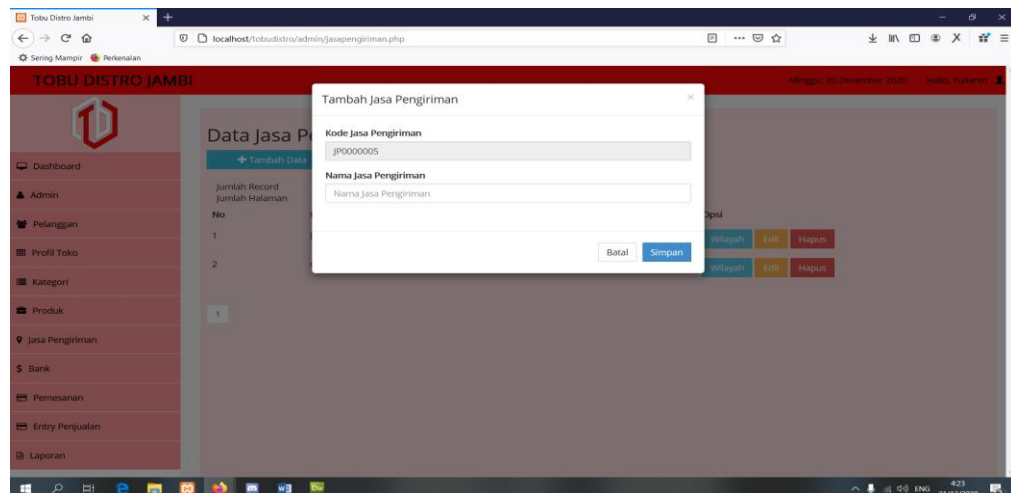 Tobu Distro Jambi
localhost/tobudistro/admin/jasapengiriman.php
Sering Mampir Perkenalan
TOBU DISTRO JAMBI
Minggu, 20 Desember 2020
Tambah Jasa Pengiriman ×
Kode Jasa Pengiriman
JP0000005
Nama Jasa Pengiriman
Nama Jasa Pengiriman
Batal Simpan
Data Jasa P
+ Tambah Data
Jumlah Record
Jumlah Halaman
No Opsi
1 Wilayah Edit Hapus
2 Wilayah Edit Hapus
1
Dashboard
Admin
Pelanggan
Profil Toko
Kategori
Produk
Jasa Pengiriman
$ Bank
Pemesanan
Entry Penjualan
Laporan
ENG
4:23